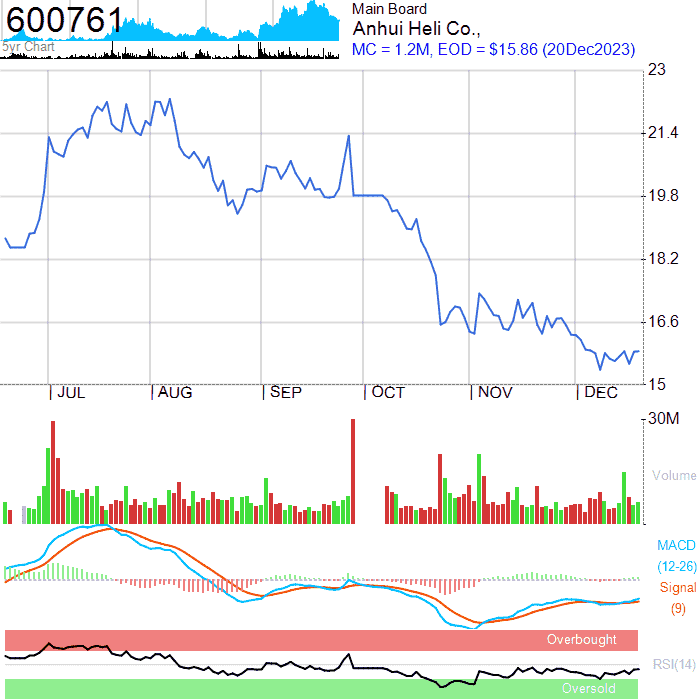 600761
5yr Chart
Main Board
Anhui Heli Co.,
MC = 1.2M, EOD = $15.86 (20Dec2023)
23
21.4
19.8
18.2
16.6
15
JUL
AUG
SEP
OCT
NOV
DEC
30M
Volume
MACD
(12-26)
Signal
(9)
Overbought
RSI(14)
Oversold